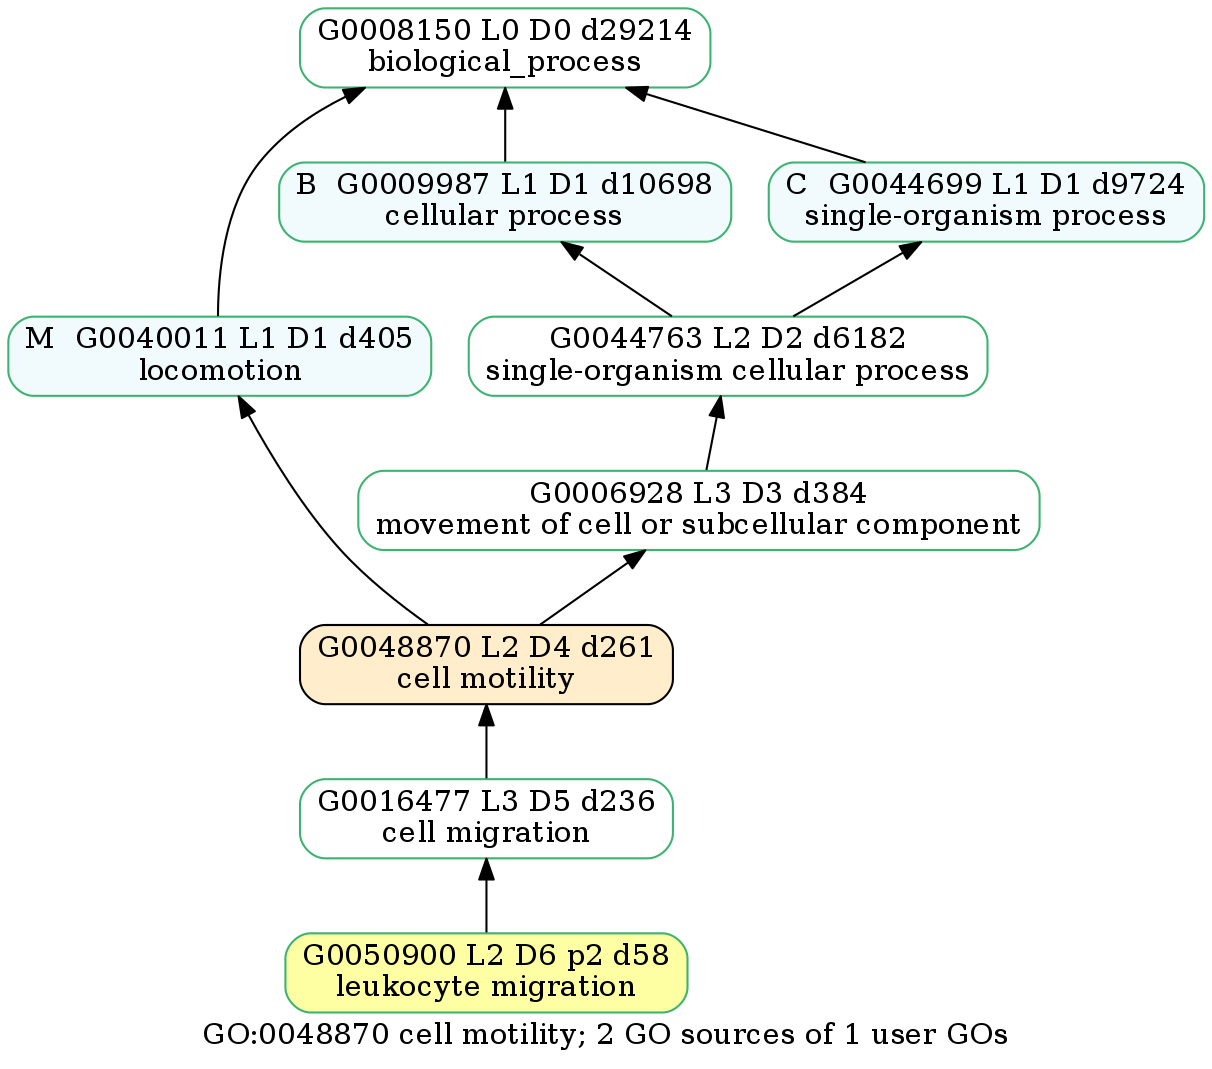 G0008150 L0 D0 d29214
biological_process
B  G0009987 L1 D1 d10698
cellular process
C  G0044699 L1 D1 d9724
single-organism process
M  G0040011 L1 D1 d405
locomotion
G0044763 L2 D2 d6182
single-organism cellular process
G0006928 L3 D3 d384
movement of cell or subcellular component
G0048870 L2 D4 d261
cell motility
G0016477 L3 D5 d236
cell migration
G0050900 L2 D6 p2 d58
leukocyte migration
GO:0048870 cell motility; 2 GO sources of 1 user GOs